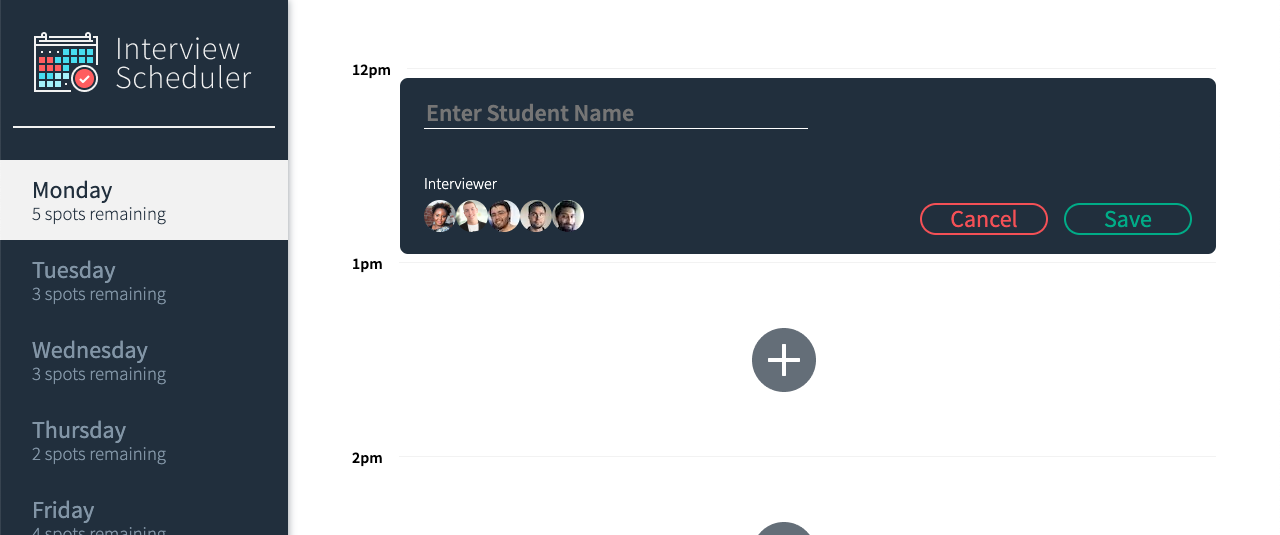 Interview
Scheduler
Monday
5 spots remaining
Tuesday
3 spots remaining
Wednesday
3 spots remaining
Thursday
2 spots remaining
Friday
4 spots remaining
12pm
Enter Student Name
Interviewer
Cancel
Save
1pm
2pm